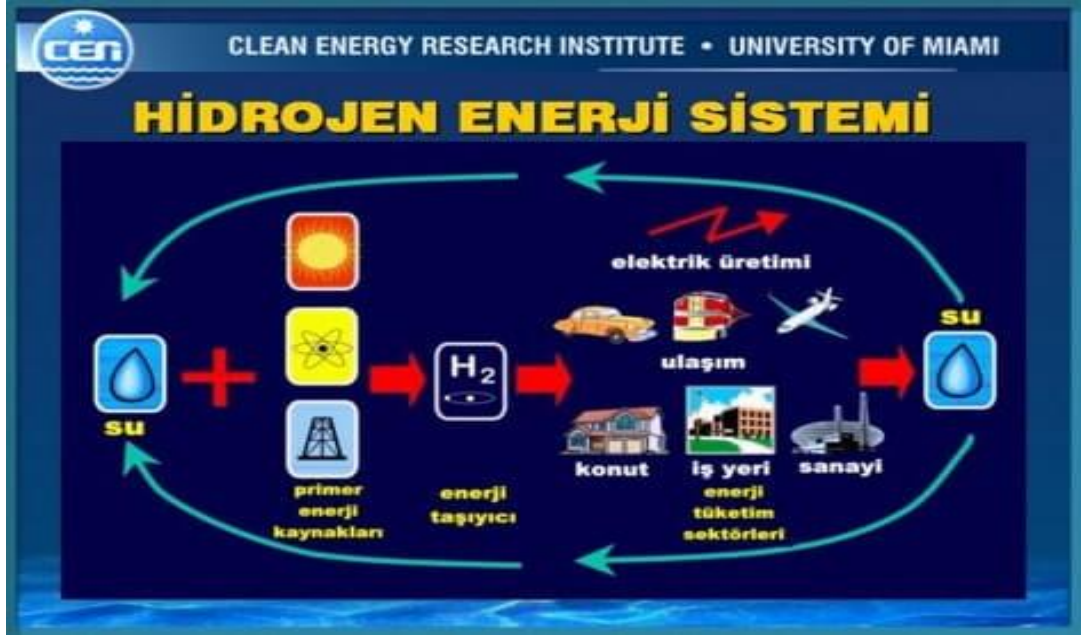 CERI
CLEAN ENERGY RESEARCH INSTITUTE • UNIVERSITY OF MIAMI
HİDROJEN ENERJİ SİSTEMİ
elektrik üretimi
su
ulaşım
H2
su
konut
iş yeri
sanayi
primer
enerji
kaynakları
enerji
taşıyıcı
enerji
tüketim
sektörleri